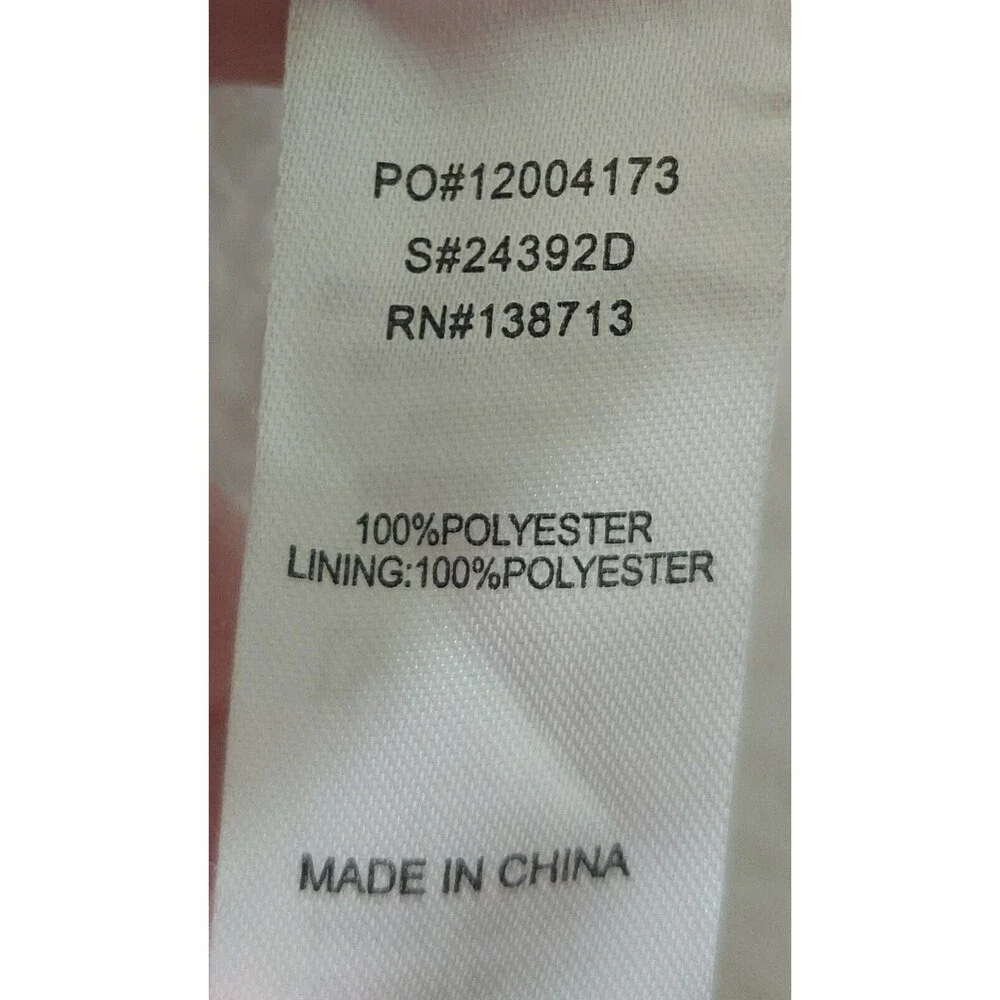 PO#12004173
S#24392D
RN#138713
100%POLYESTER
LINING:100%POLYESTER
MADE IN CHINA